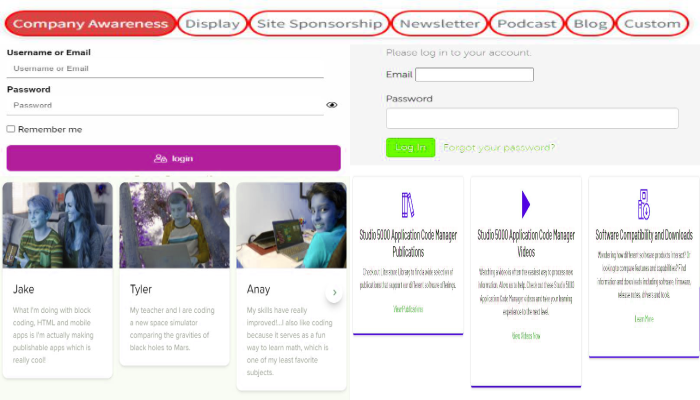 Company Awareness Display Site Sponsorship Newsletter Podcast Blog Custom
Username or Email
Username or Email
Password
Password
Remember me
login
Please log in to your account.
Email
Password
Log In Forgot your password?
Jake
What I'm doing with block
coding, HTML and mobile
apps is I'm actually making
publishable apps which is
really cool!
Tyler
My teacher and I are coding
a new space simulator
comparing the gravities of
black holes to Mars.
Anay
My skills have really
improved!...I also like coding
because it serves as a fun
way to learn math, which is
one of my least favorite
subjects.
Studio 5000 Application Code Manager
Publications
Check out Literature Library to find a wide selection of
publications that support our different software offerings.
View Publications
Studio 5000 Application Code Manager
Videos
Watching a video is often the easiest way to process new
information. Allow us to help. Check out these Studio 5000
Application Code Manager videos and take your learning
experience to the next level.
View Videos Now
Software Compatibility and Downloads
Wondering how different software products interact? Or
looking to compare features and capabilities? Find
information and downloads including software, firmware,
release notes, drivers and tools.
Learn More